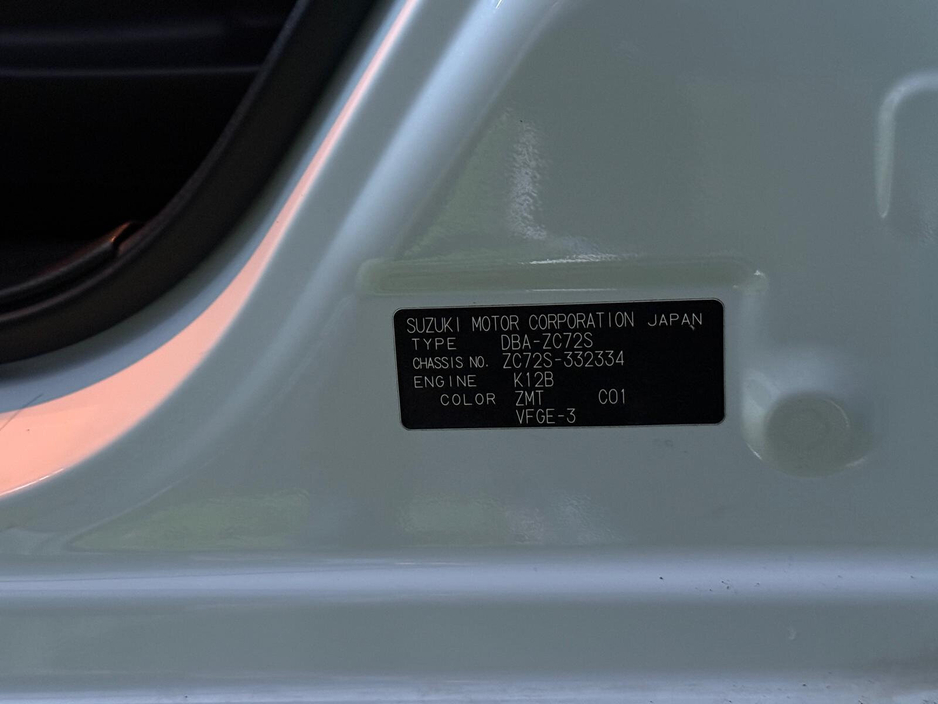 SUZUKI MOTOR CORPORATION JAPAN
TYPE DBA-ZC72S
CHASSIS NO. ZC72S-332334
ENGINE K12B
COLOR ZMT C01
VFGE-3